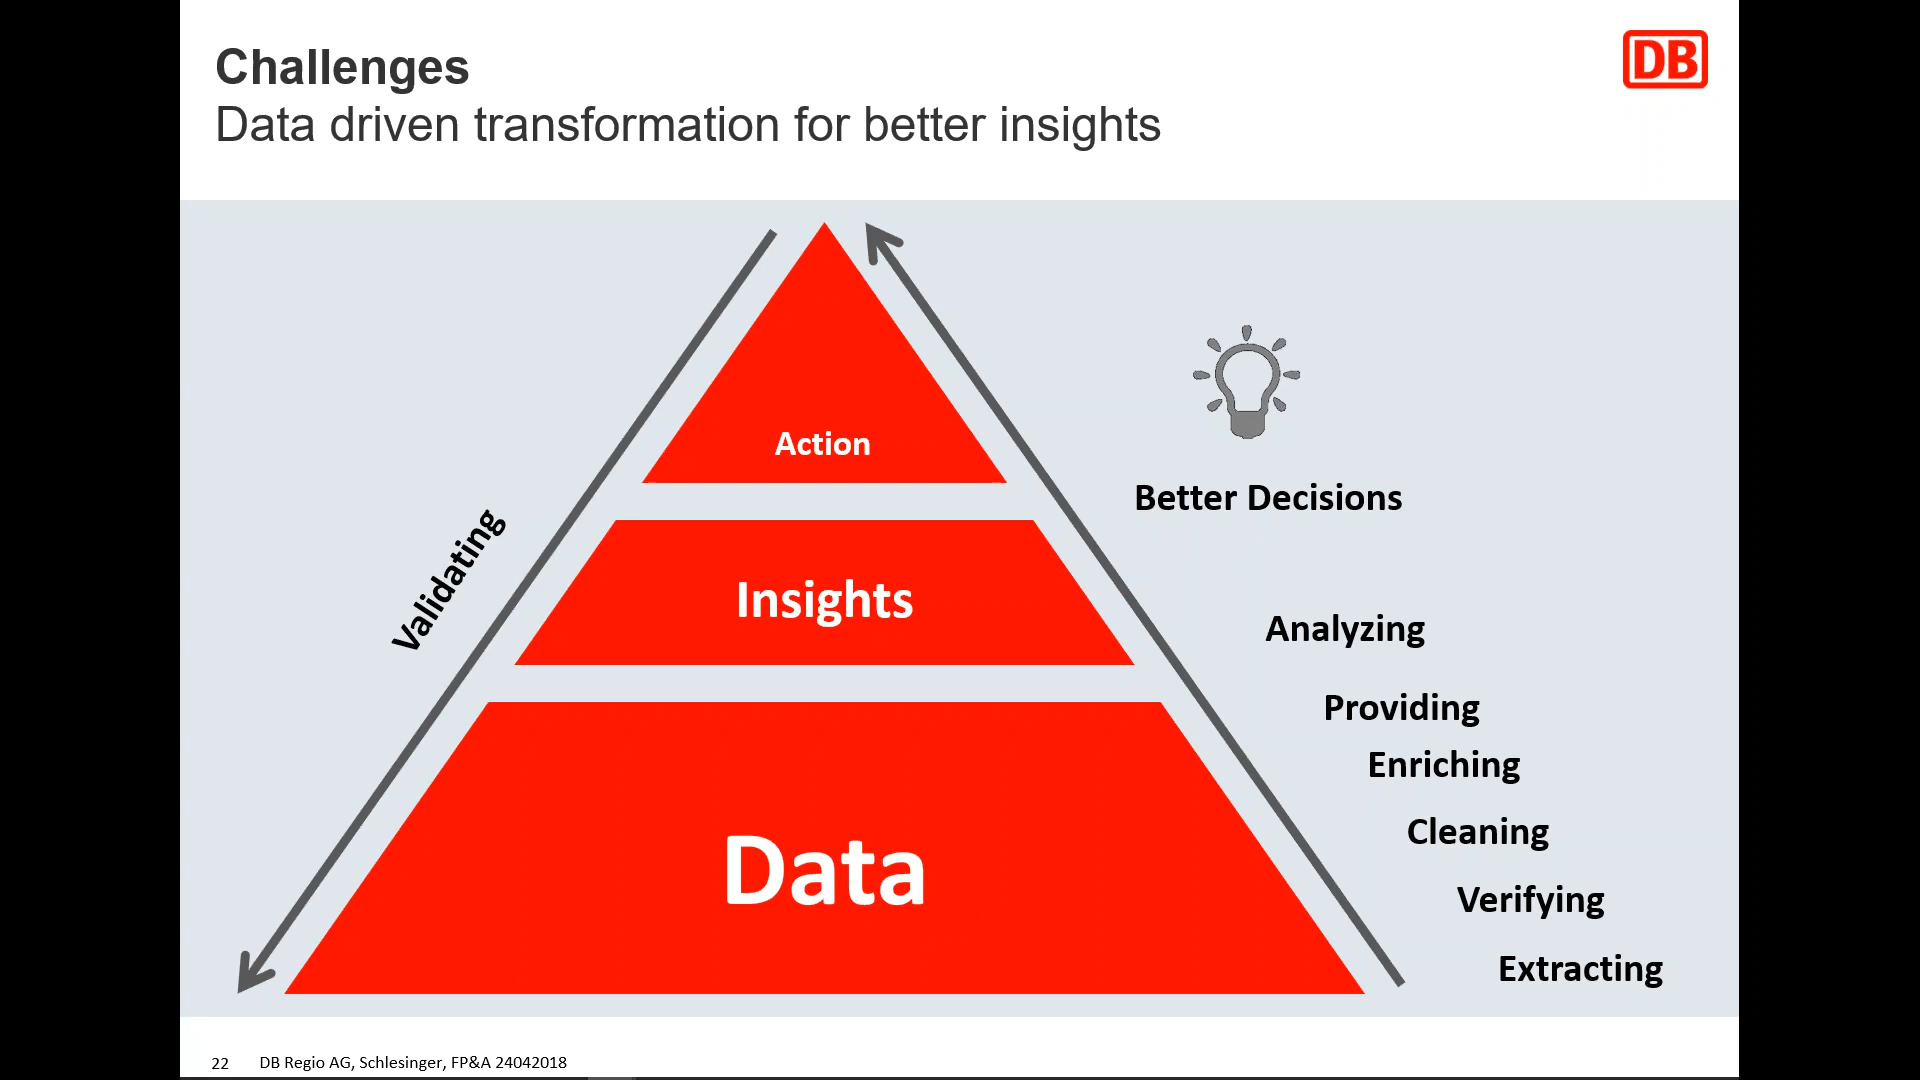 Challenges
DB
Data driven transformation for better insights
Action
Better Decisions
Validating
Insights
Analyzing
Providing
Enriching
Cleaning
Data
Verifying
Extracting
22 DB Regio AG, Schlesinger, FP&A 24042018